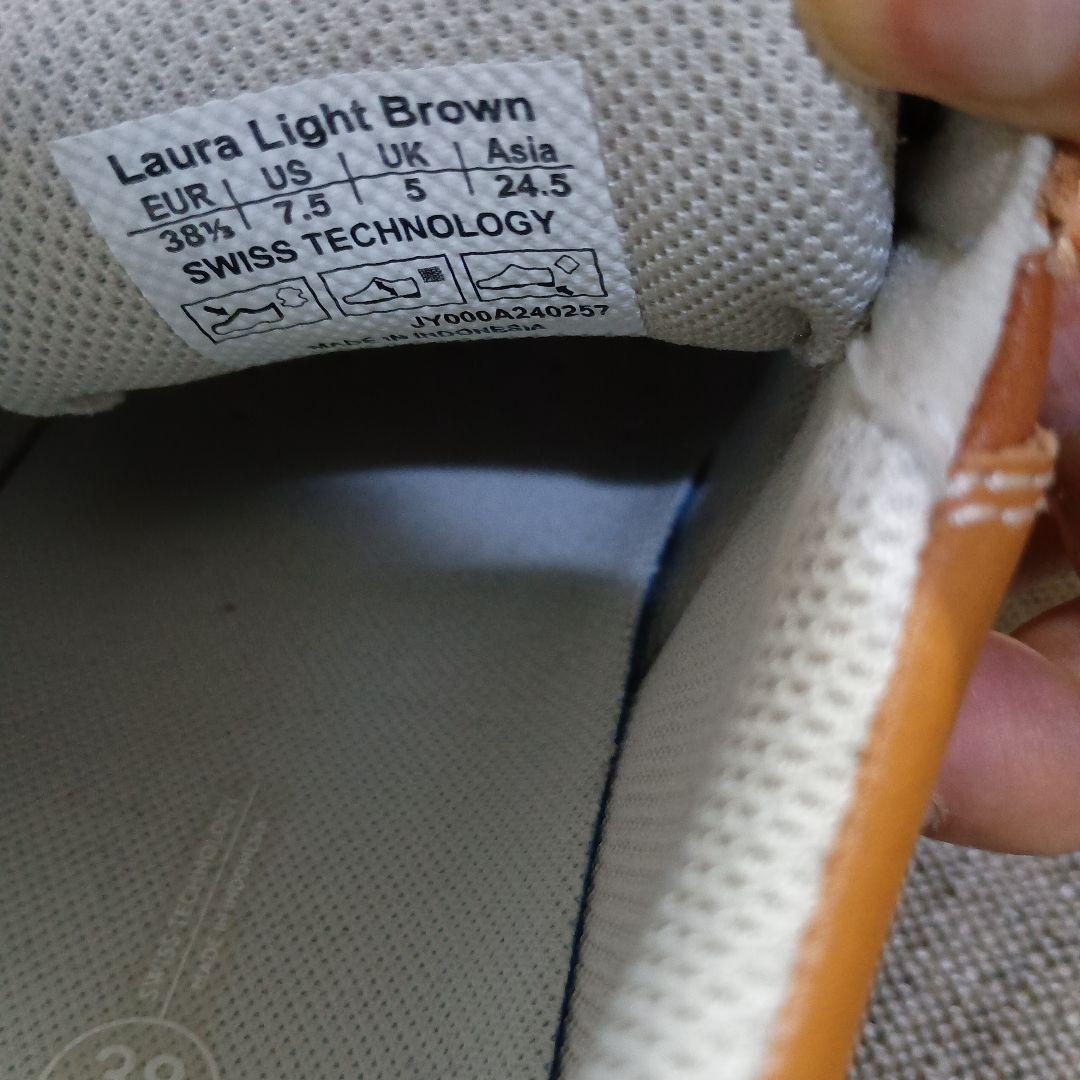 Laura Light Brown
EUR | US | UK | Asia
38⅓ | 7.5 | 5 | 24.5
SWISS TECHNOLOGY
JY000A240257
MADE IN INDONESIA